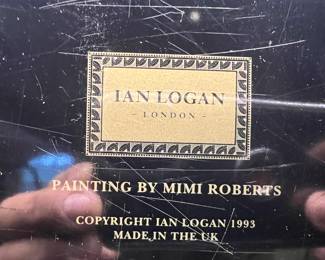 IAN LOGAN
- LONDON -
PAINTING BY MIMI ROBERTS
COPYRIGHT IAN LOGAN 1993
MADE IN THE UK